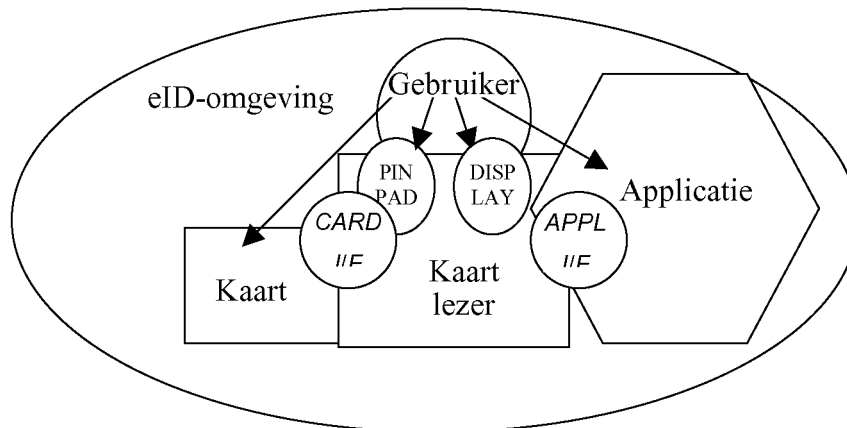 Gebruiker
eID-omgeving
PIN
PAD
DISP
LAY
Applicatie
CARD
I/F
APPL
I/F
Kaart
Kaart
lezer